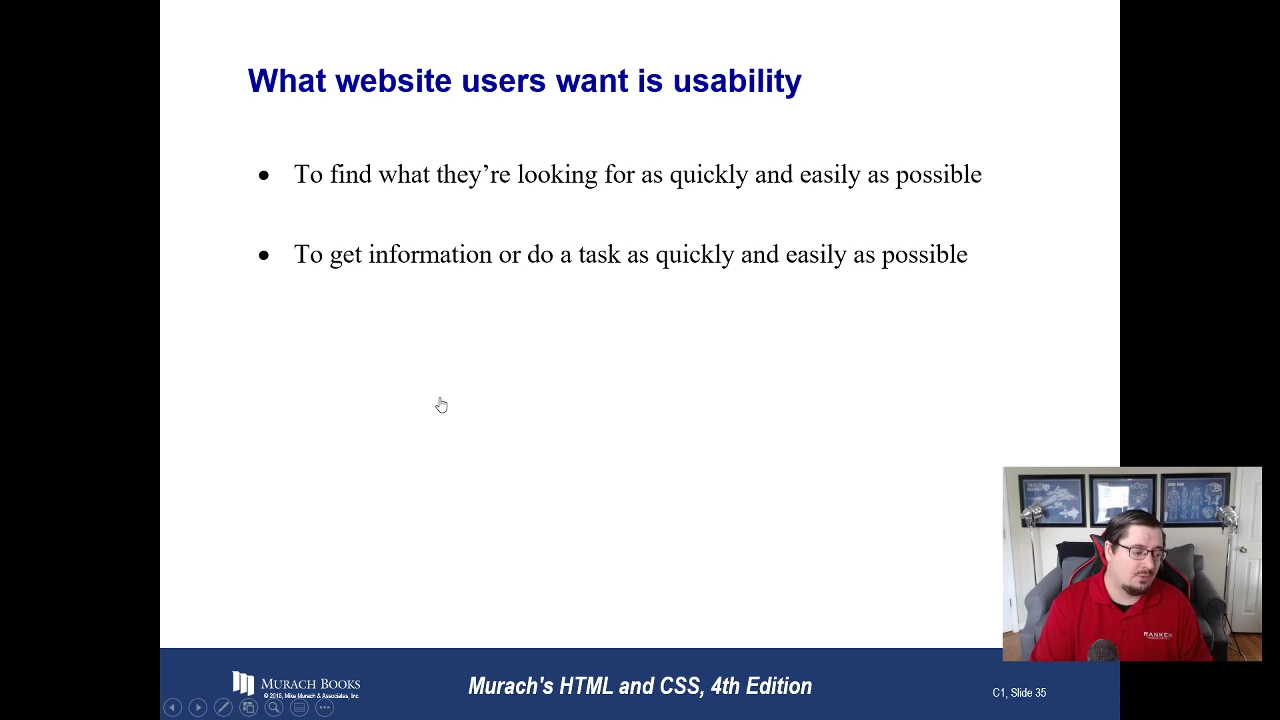 What website users want is usability
• To find what they’re looking for as quickly and easily as possible
• To get information or do a task as quickly and easily as possible
RANKEN
MURACH BOOKS
© 2018, Mike Murach & Associates, Inc.
Murach's HTML and CSS, 4th Edition
C1, Slide 35